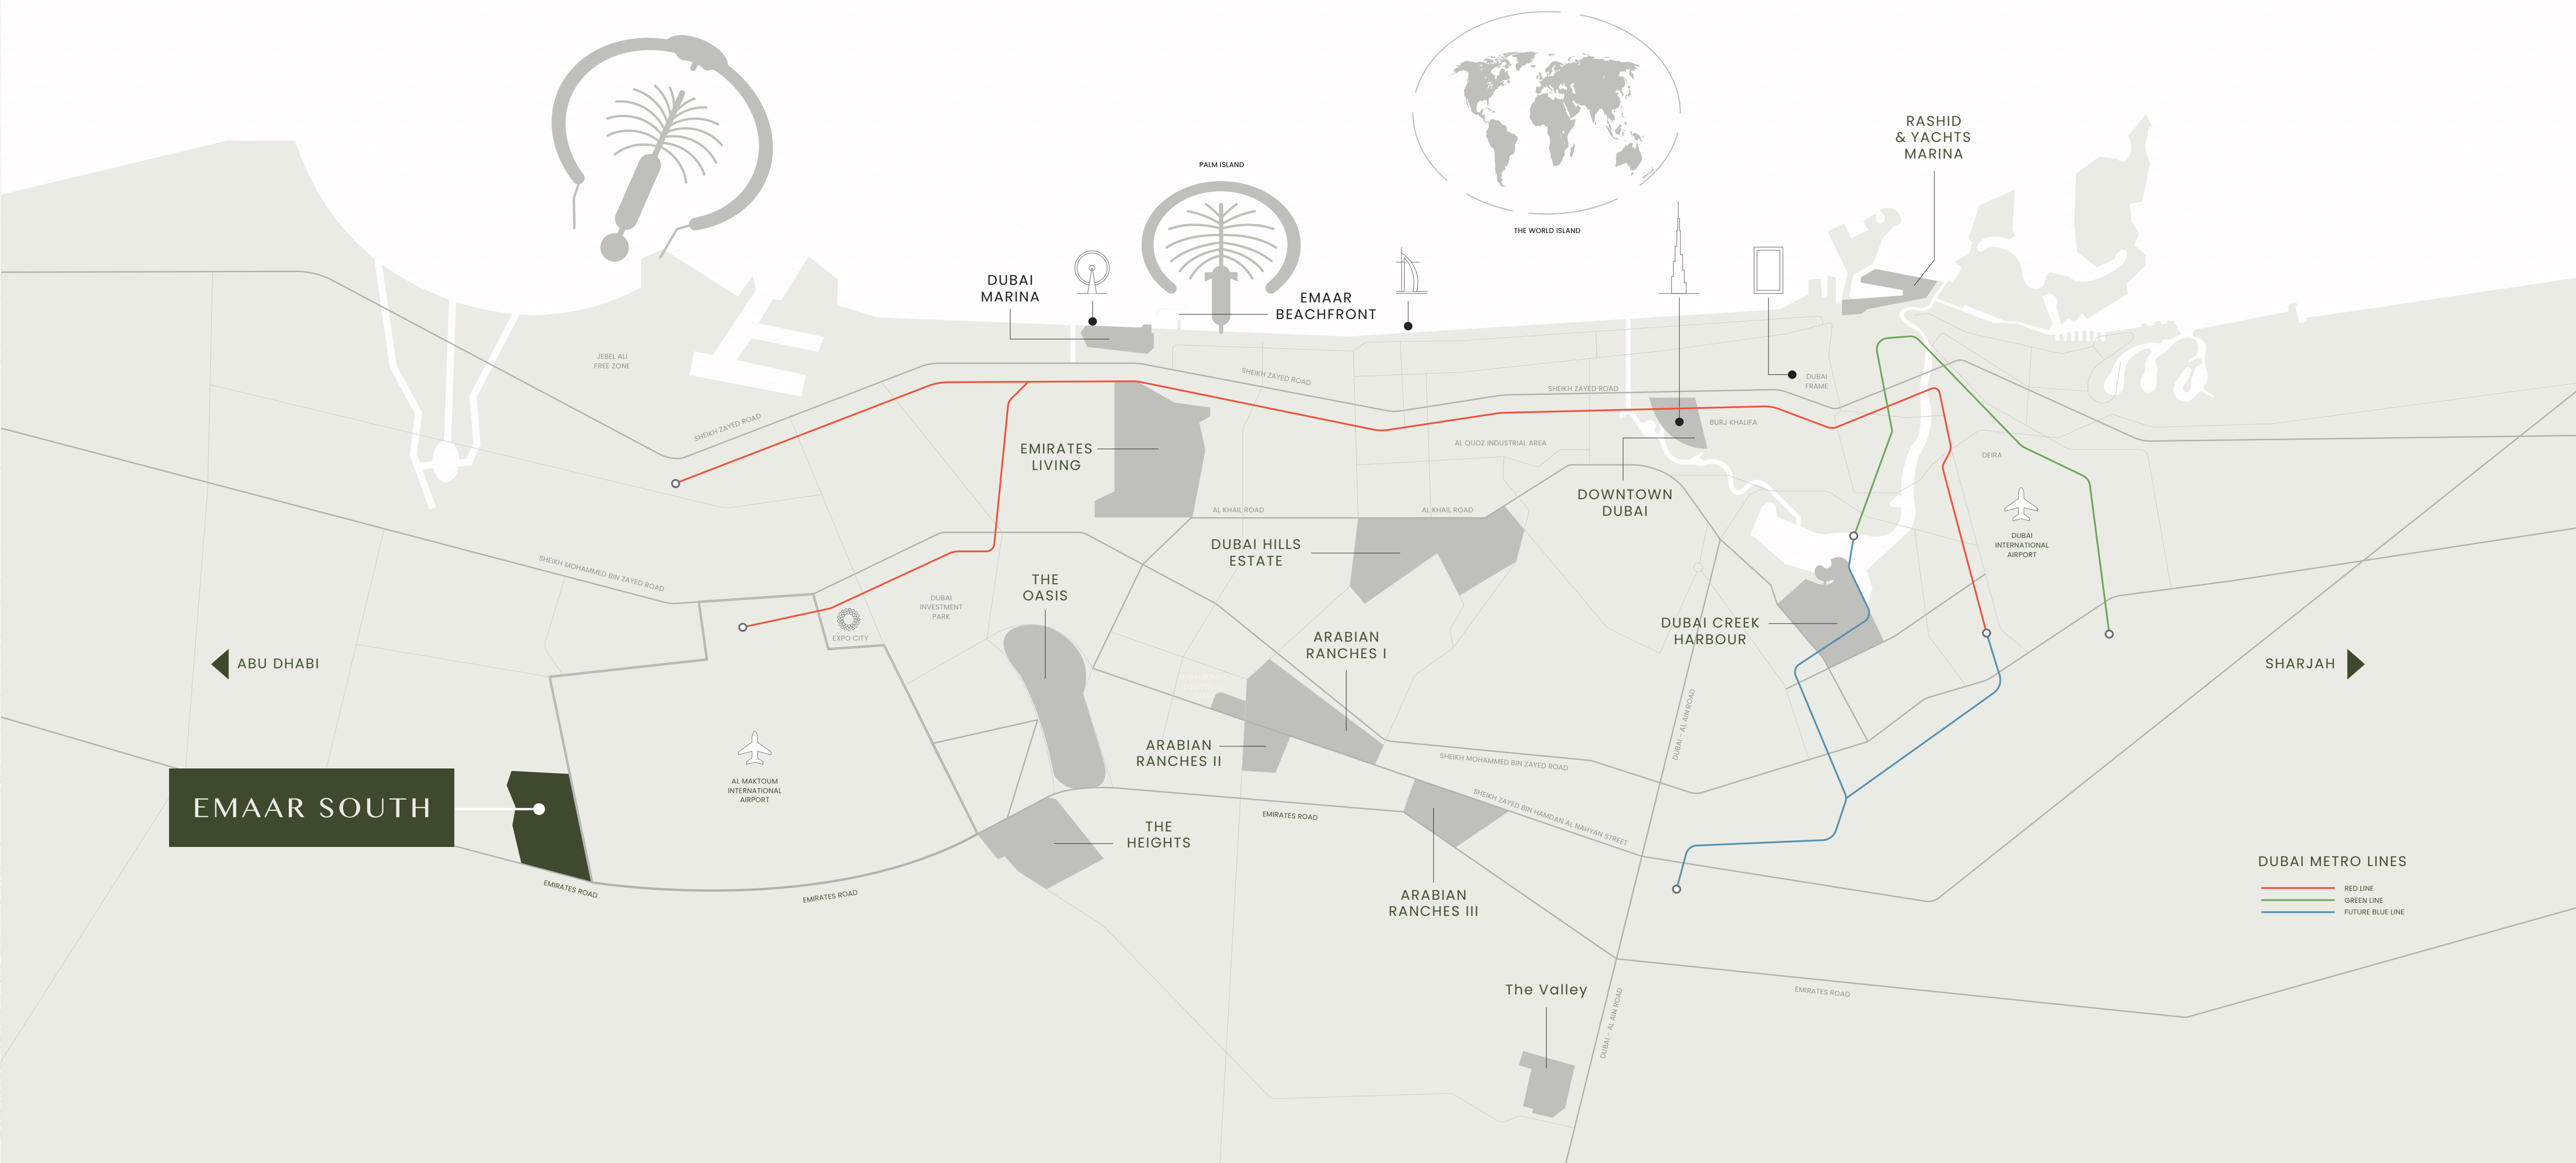 RASHID
& YACHTS
MARINA
PALM ISLAND
THE WORLD ISLAND
DUBAI
MARINA
EMAAR
BEACHFRONT
JEBEL ALI
FREE ZONE
SHEIKH ZAYED ROAD
SHEIKH ZAYED ROAD
SHEIKH ZAYED ROAD
DUBAI
FRAME
BURJ KHALIFA
AL QUOZ INDUSTRIAL AREA
EMIRATES
LIVING
DEIRA
DOWNTOWN
DUBAI
AL KHAIL ROAD
AL KHAIL ROAD
DUBAI
INTERNATIONAL
AIRPORT
DUBAI HILLS
ESTATE
SHEIKH MOHAMMED BIN ZAYED ROAD
THE
OASIS
DUBAI
INVESTMENT
PARK
EXPO CITY
DUBAI CREEK
HARBOUR
ARABIAN
RANCHES I
ABU DHABI
SHARJAH
DUBAI - AL AIN ROAD
ARABIAN
RANCHES II
SHEIKH MOHAMMED BIN ZAYED ROAD
AL MAKTOUM
INTERNATIONAL
AIRPORT
EMAAR SOUTH
SHEIKH ZAYED BIN HAMDAN AL NAHYAN STREET
EMIRATES ROAD
THE
HEIGHTS
DUBAI METRO LINES
RED LINE
GREEN LINE
FUTURE BLUE LINE
EMIRATES ROAD
EMIRATES ROAD
ARABIAN
RANCHES III
The Valley
EMIRATES ROAD
DUBAI - AL AIN ROAD